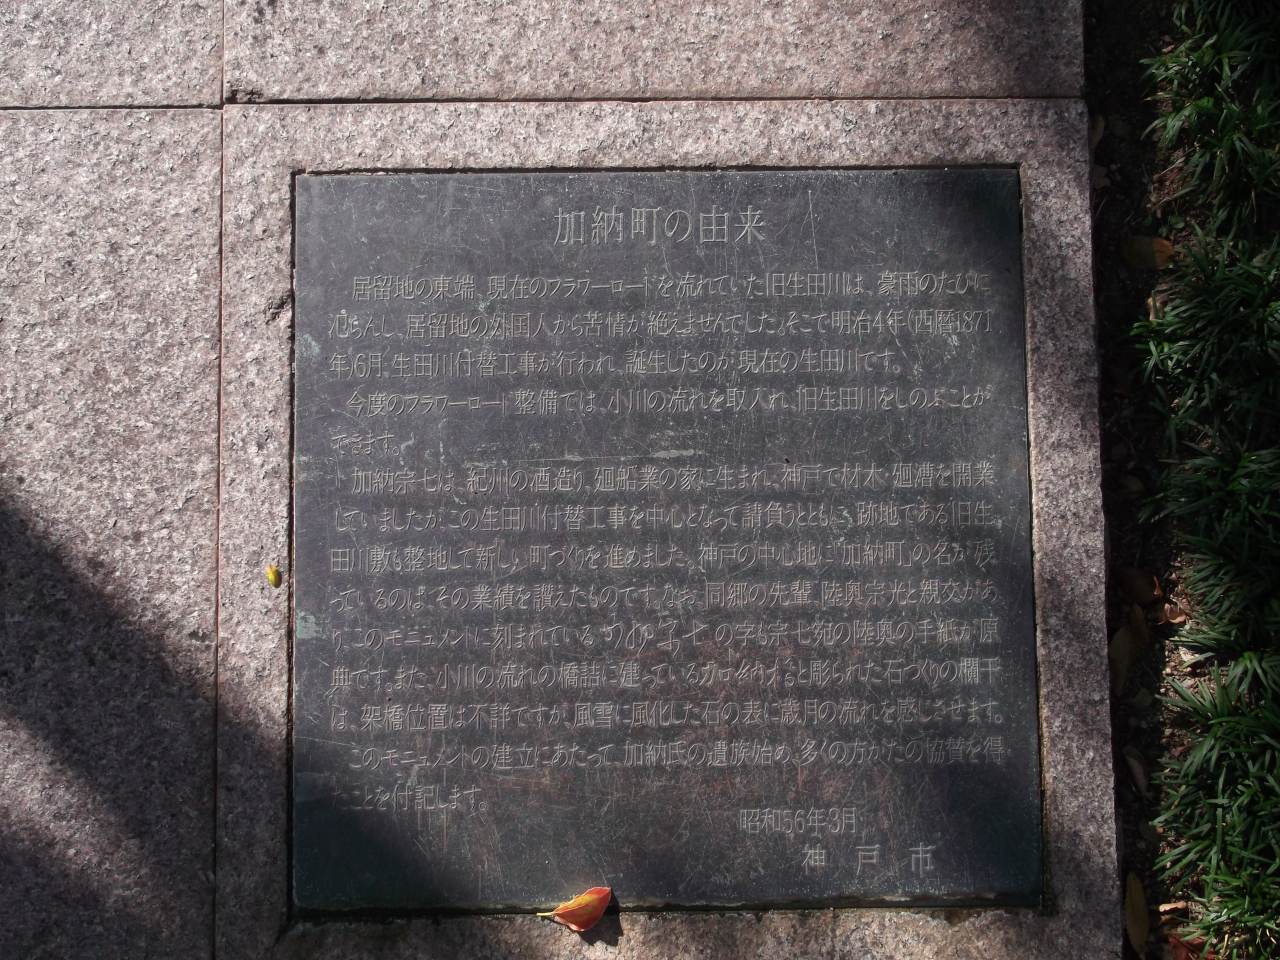 加納町の由来
居留地の東端、現在のフラワーロードを流れていた旧生田川は、豪雨のたびに
氾らんし、居留地の外国人から苦情が絶えませんでした。そこで明治4年(西暦1871
年)6月、生田川付替工事が行われ、誕生したのが現在の生田川です。
今度のフラワーロード整備では、小川の流れを取入れ、旧生田川をしのぶことが
できます。
加納宗七は、紀川の酒造り、廻船業の家に生まれ、神戸で材木・廻漕を開業
していましたが、この生田川付替工事を中心となって請負うとともに、跡地である旧生
田川敷も整地して新しい町づくりを進めました。神戸の中心地に「加納町」の名が残
っているのは、その業績を讃えたものです。なお、同郷の先輩、陸奥宗光と親交があ
り、このモニュメントに刻まれている の字も宗七宛の陸奥の手紙が原
典です。また、小川の流れの橋詰に建っている と彫られた石づくりの欄干
は、架橋位置は不詳ですが、風雪に風化した石の表に歳月の流れを感じさせます。
このモニュメントの建立にあたって、加納氏の遺族始め、多くの方がたの協賛を得
たことを付記します。
昭和56年3月
神戸市